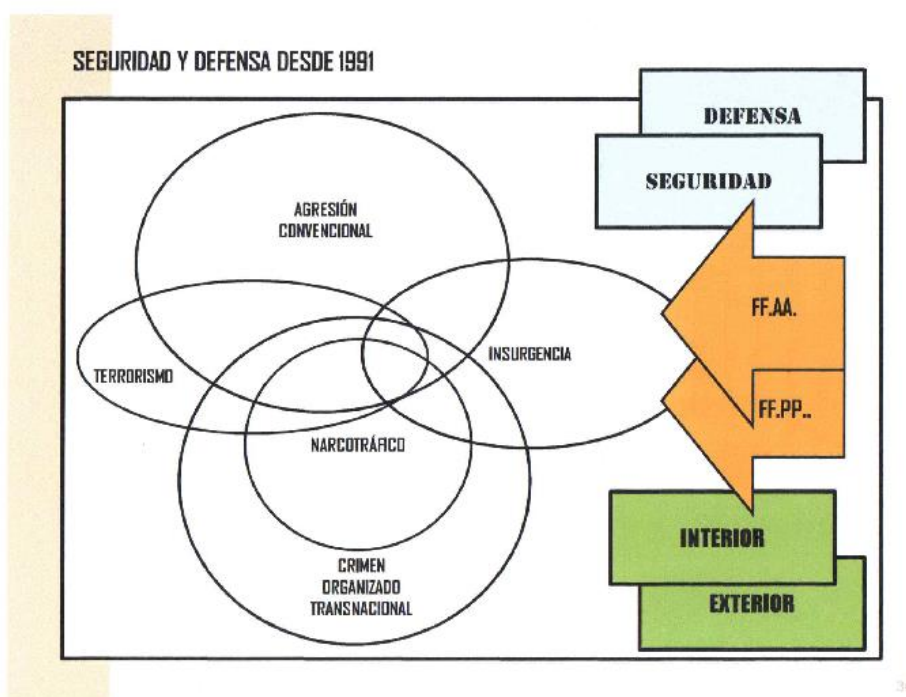 SEGURIDAD Y DEFENSA DESDE 1991
DEFENSA
SEGURIDAD
AGRESIÓN
CONVENCIONAL
FF.AA.
INSURGENCIA
TERRORISMO
FF.PP..
NARCOTRÁFICO
INTERIOR
CRIMEN
ORGANIZADO
TRANSNACIONAL
EXTERIOR